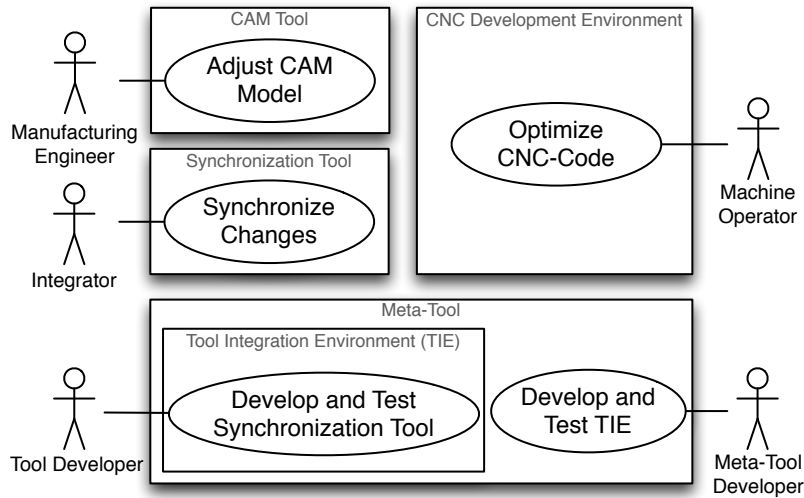 CAM Tool
Adjust CAM
Model
Manufacturing
Engineer
CNC Development Environment
Optimize
CNC-Code
Machine
Operator
Synchronization Tool
Synchronize
Changes
Integrator
Meta-Tool
Tool Integration Environment (TIE)
Develop and Test
Synchronization Tool
Tool Developer
Develop and
Test TIE
Meta-Tool
Developer